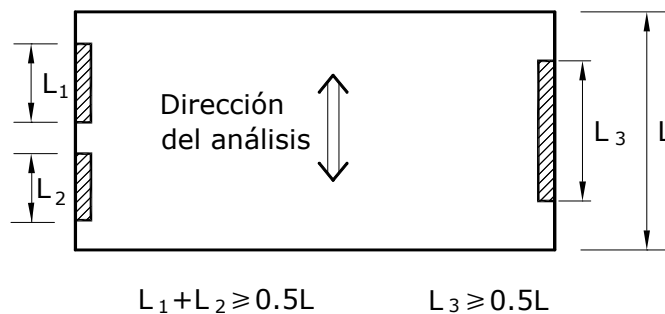 L1
Dirección
del análisis
L2
L3
L
L1+L2 ≥ 0.5L
L3 ≥ 0.5L